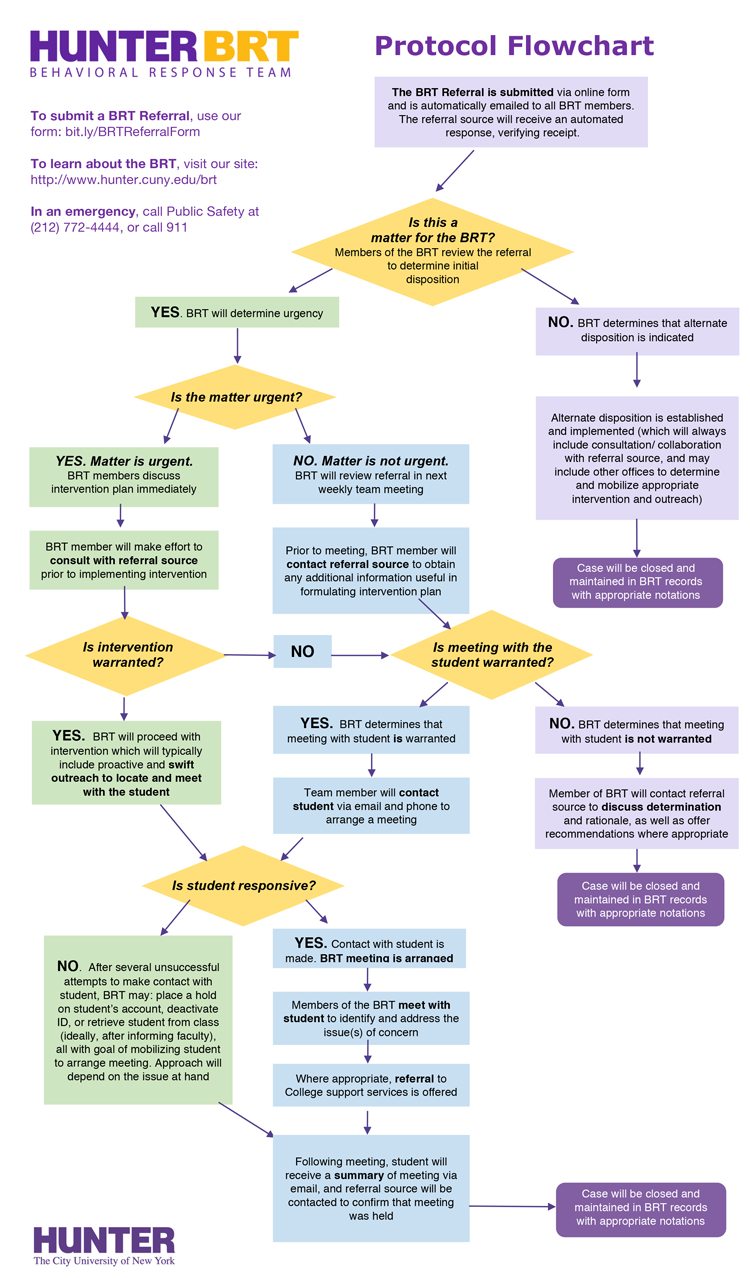 HUNTER BRT
BEHAVIORAL RESPONSE TEAM
Protocol Flowchart
To submit a BRT Referral, use our
form: bit.ly/BRTReferralForm
To learn about the BRT, visit our site:
http://www.hunter.cuny.edu/brt
In an emergency, call Public Safety at
(212) 772-4444, or call 911
The BRT Referral is submitted via online form
and is automatically emailed to all BRT members.
The referral source will receive an automated
response, verifying receipt.
Is this a
matter for the BRT?
Members of the BRT review the referral
to determine initial
disposition
YES. BRT will determine urgency
NO. BRT determines that alternate
disposition is indicated
Is the matter urgent?
Alternate disposition is established
and implemented (which will always
include consultation/ collaboration
with referral source, and may
include other offices to determine
and mobilize appropriate
intervention and outreach)
YES. Matter is urgent.
BRT members discuss
intervention plan immediately
NO. Matter is not urgent.
BRT will review referral in next
weekly team meeting
BRT member will make effort to
consult with referral source
prior to implementing intervention
Prior to meeting, BRT member will
contact referral source to obtain
any additional information useful in
formulating intervention plan
Case will be closed and
maintained in BRT records
with appropriate notations
Is intervention
warranted?
NO
Is meeting with the
student warranted?
YES. BRT will proceed with
intervention which will typically
include proactive and swift
outreach to locate and meet
with the student
YES. BRT determines that
meeting with student is warranted
NO. BRT determines that meeting
with student is not warranted
Team member will contact
student via email and phone to
arrange a meeting
Member of BRT will contact referral
source to discuss determination
and rationale, as well as offer
recommendations where appropriate
Is student responsive?
Case will be closed and
maintained in BRT records
with appropriate notations
NO. After several unsuccessful
attempts to make contact with
student, BRT may: place a hold
on student's account, deactivate
ID, or retrieve student from class
(ideally, after informing faculty),
all with goal of mobilizing student
to arrange meeting. Approach will
depend on the issue at hand
YES. Contact with student is
made. BRT meeting is arranged
Members of the BRT meet with
student to identify and address the
issue(s) of concern
Where appropriate, referral to
College support services is offered
Following meeting, student will
receive a summary of meeting via
email, and referral source will be
contacted to confirm that meeting
was held
Case will be closed and
maintained in BRT records
with appropriate notations
HUNTER
The City University of New York